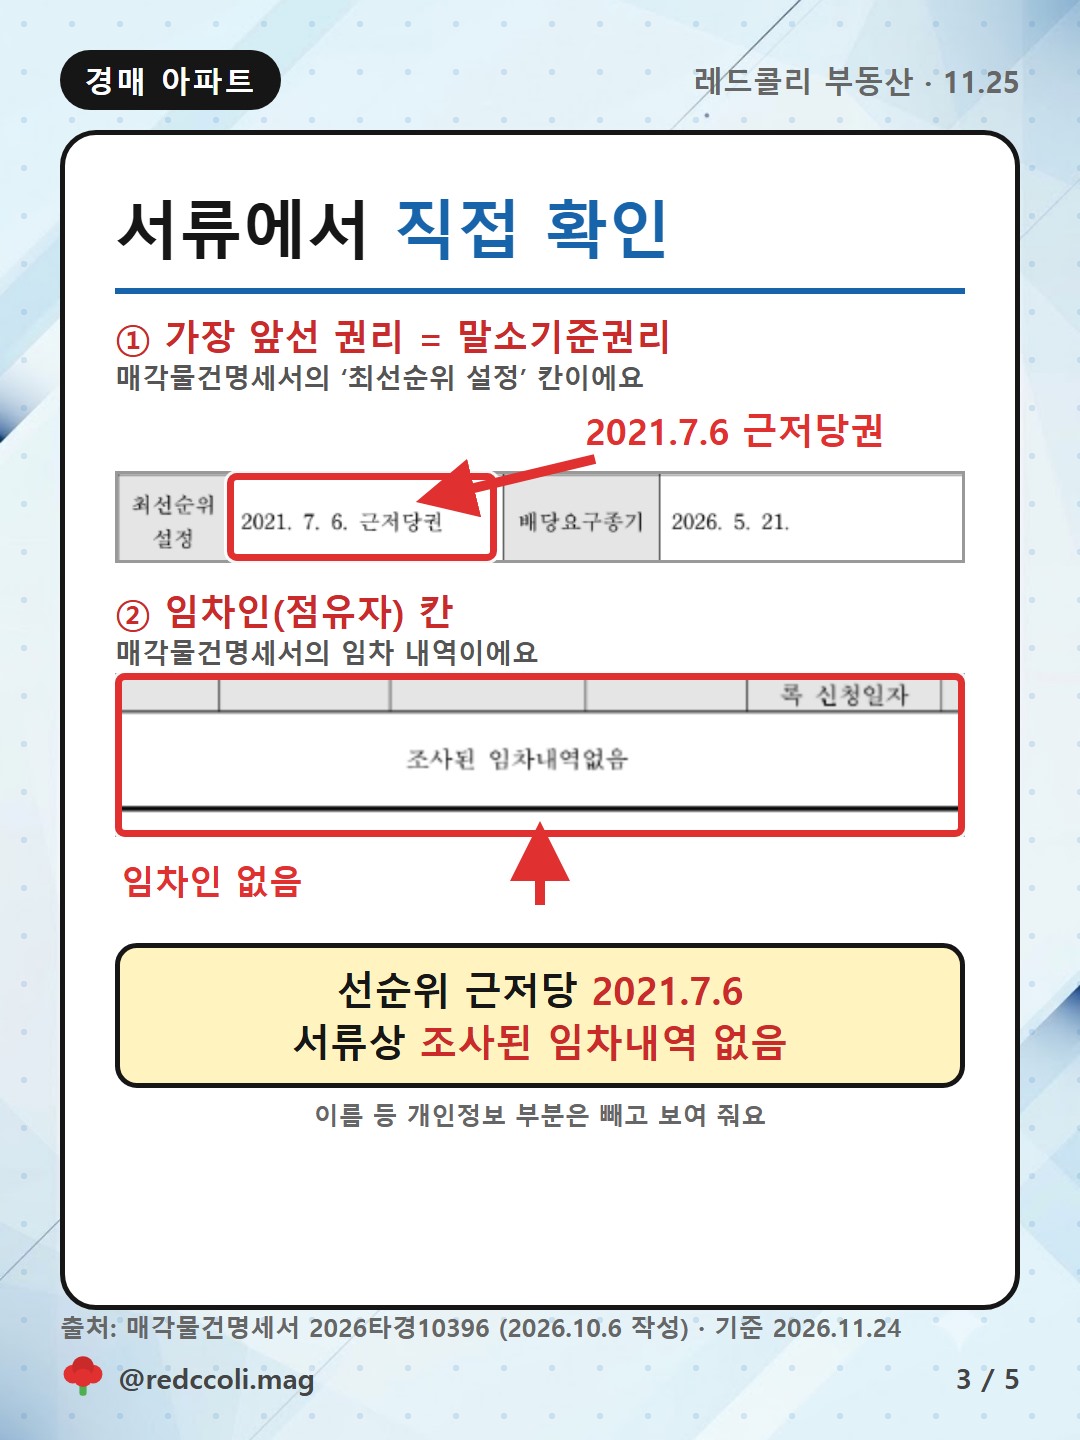 경매 아파트
레드콜리 부동산 · 11.25
서류에서 직접 확인
① 가장 앞선 권리 = 말소기준권리
매각물건명세서의 ‘최선순위 설정’ 칸이에요
2021.7.6 근저당권
최선순위
설정
2021. 7. 6. 근저당권
배당요구종기
2026. 5. 21.
② 임차인(점유자) 칸
매각물건명세서의 임차 내역이에요
록 신청일자
조사된 임차내역없음
임차인 없음
선순위 근저당 2021.7.6
서류상 조사된 임차내역 없음
이름 등 개인정보 부분은 빼고 보여 줘요
출처: 매각물건명세서 2026타경10396 (2026.10.6 작성) · 기준 2026.11.24
@redccoli.mag
3 / 5